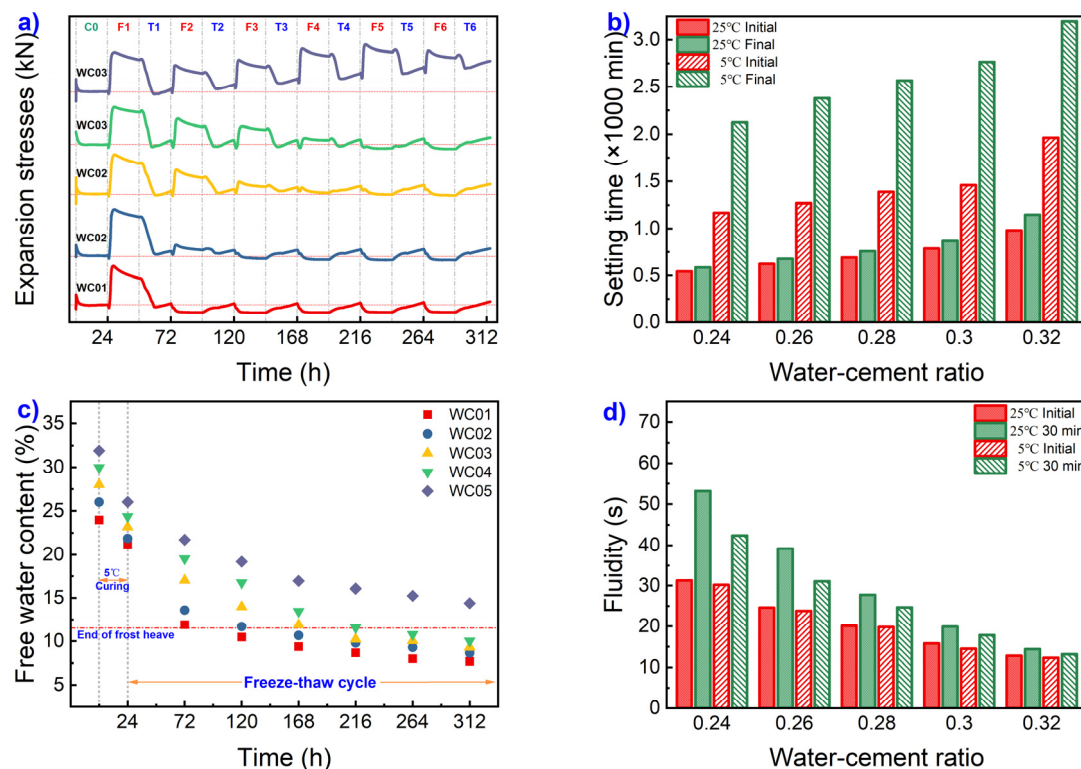 a)
C0 F1 T1 F2 T2 F3 T3 F4 T4 F5 T5 F6 T6
WC03
WC03
WC02
WC02
WC01
Expansion stresses (kN)
24 72 120 168 216 264 312
Time (h)
b)
25℃ Initial
25℃ Final
5℃ Initial
5℃ Final
Setting time (×1000 min)
3.0
2.5
2.0
1.5
1.0
0.5
0.0
0.24 0.26 0.28 0.3 0.32
Water-cement ratio
c)
WC01
WC02
WC03
WC04
WC05
Free water content (%)
35
30
25
20
15
10
5
5℃
Curing
End of frost heave
Freeze-thaw cycle
24 72 120 168 216 264 312
Time (h)
d)
25℃ Initial
25℃ 30 min
5℃ Initial
5℃ 30 min
Fluidity (s)
70
60
50
40
30
20
10
0
0.24 0.26 0.28 0.3 0.32
Water-cement ratio